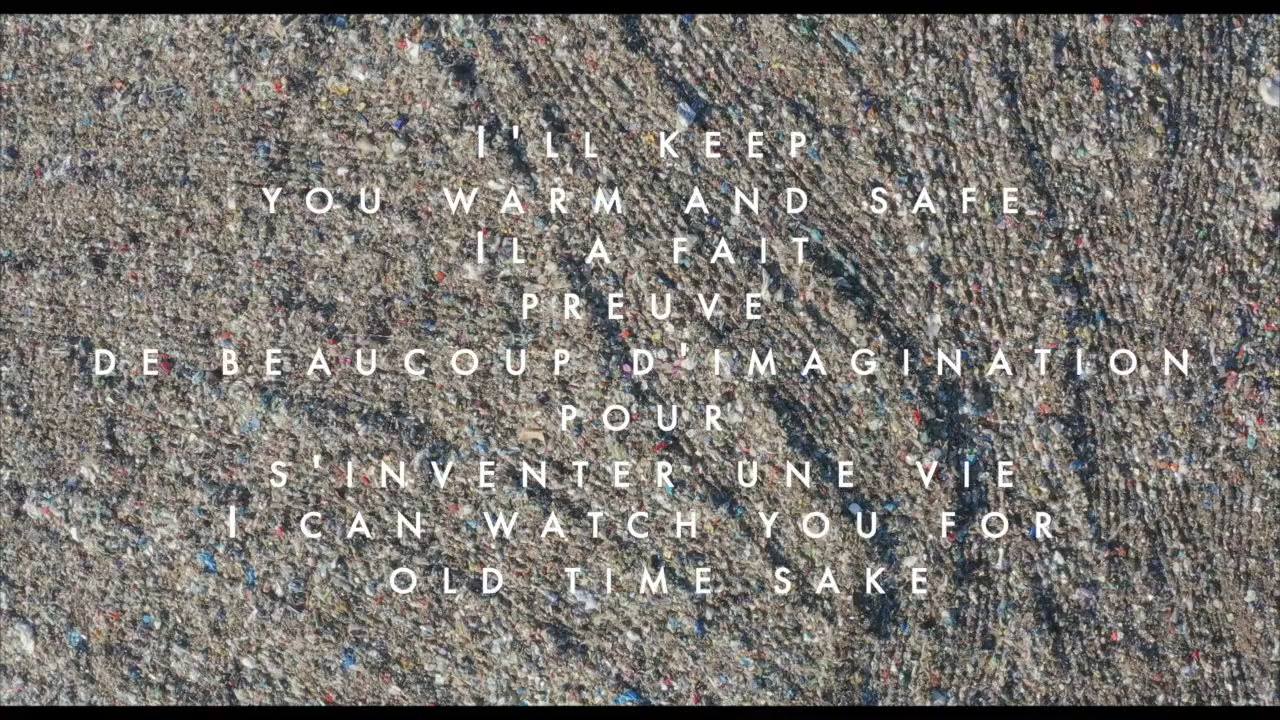 I'LL KEEP
YOU WARM AND SAFE
IL A FAIT
PREUVE
DE BEAUCOUP D'IMAGINATION
POUR
S'INVENTER UNE VIE
I CAN WATCH YOU FOR
OLD TIME SAKE